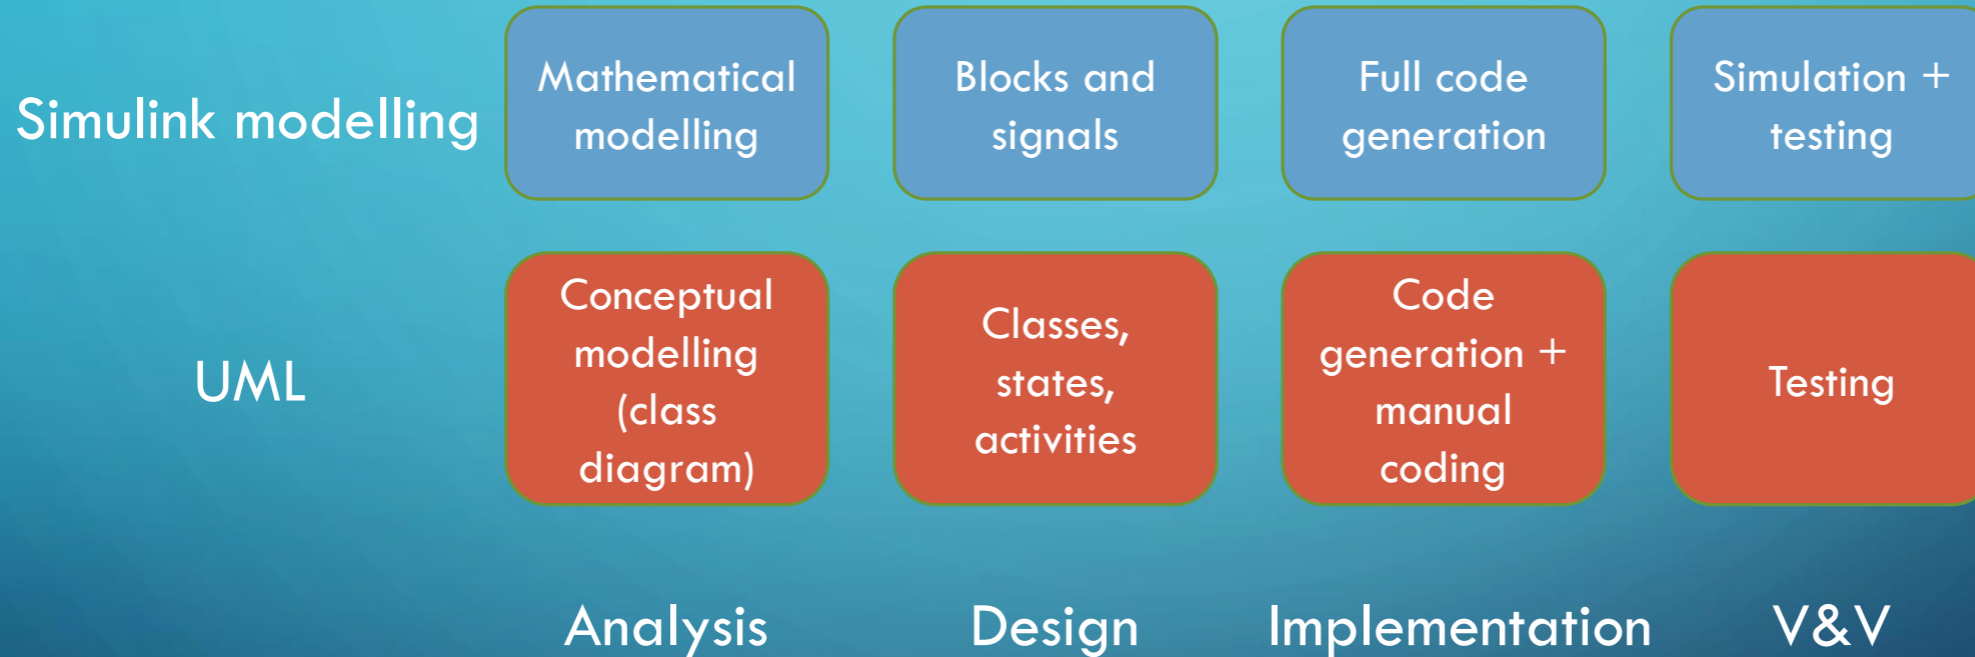 Simulink modelling
Mathematical
modelling
Blocks and
signals
Full code
generation
Simulation +
testing
UML
Conceptual
modelling
(class
diagram)
Classes,
states,
activities
Code
generation +
manual
coding
Testing
Analysis
Design
Implementation
V&V